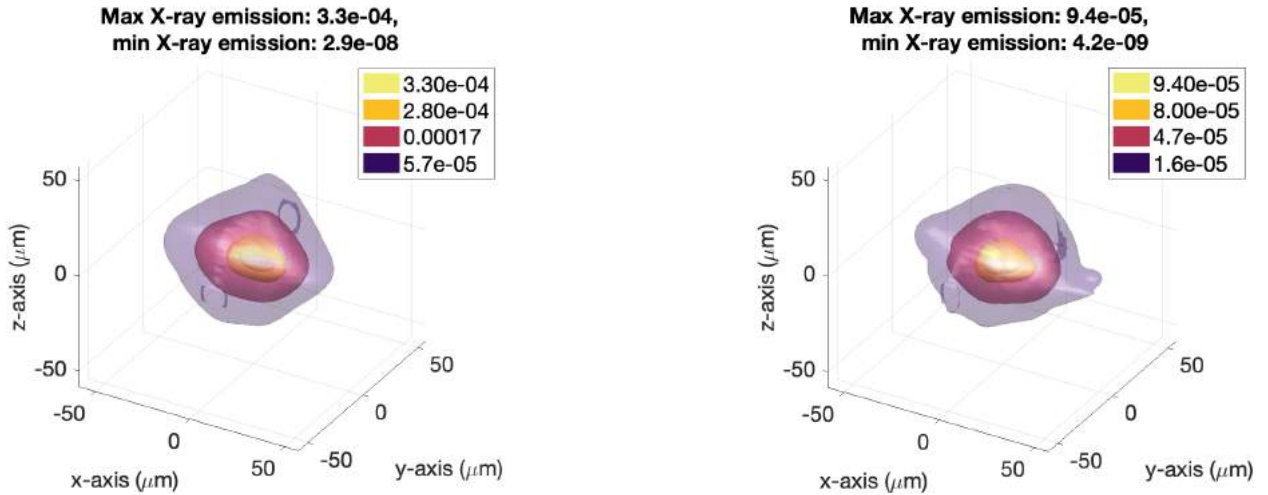 Max X-ray emission: 3.3e-04,
min X-ray emission: 2.9e-08
3.30e-04
2.80e-04
0.00017
5.7e-05
50
0
-50
z-axis (μm)
-50
0
50
x-axis (μm)
50
0
-50
y-axis (μm)
Max X-ray emission: 9.4e-05,
min X-ray emission: 4.2e-09
9.40e-05
8.00e-05
4.7e-05
1.6e-05
50
0
-50
z-axis (μm)
-50
0
50
x-axis (μm)
50
0
-50
y-axis (μm)